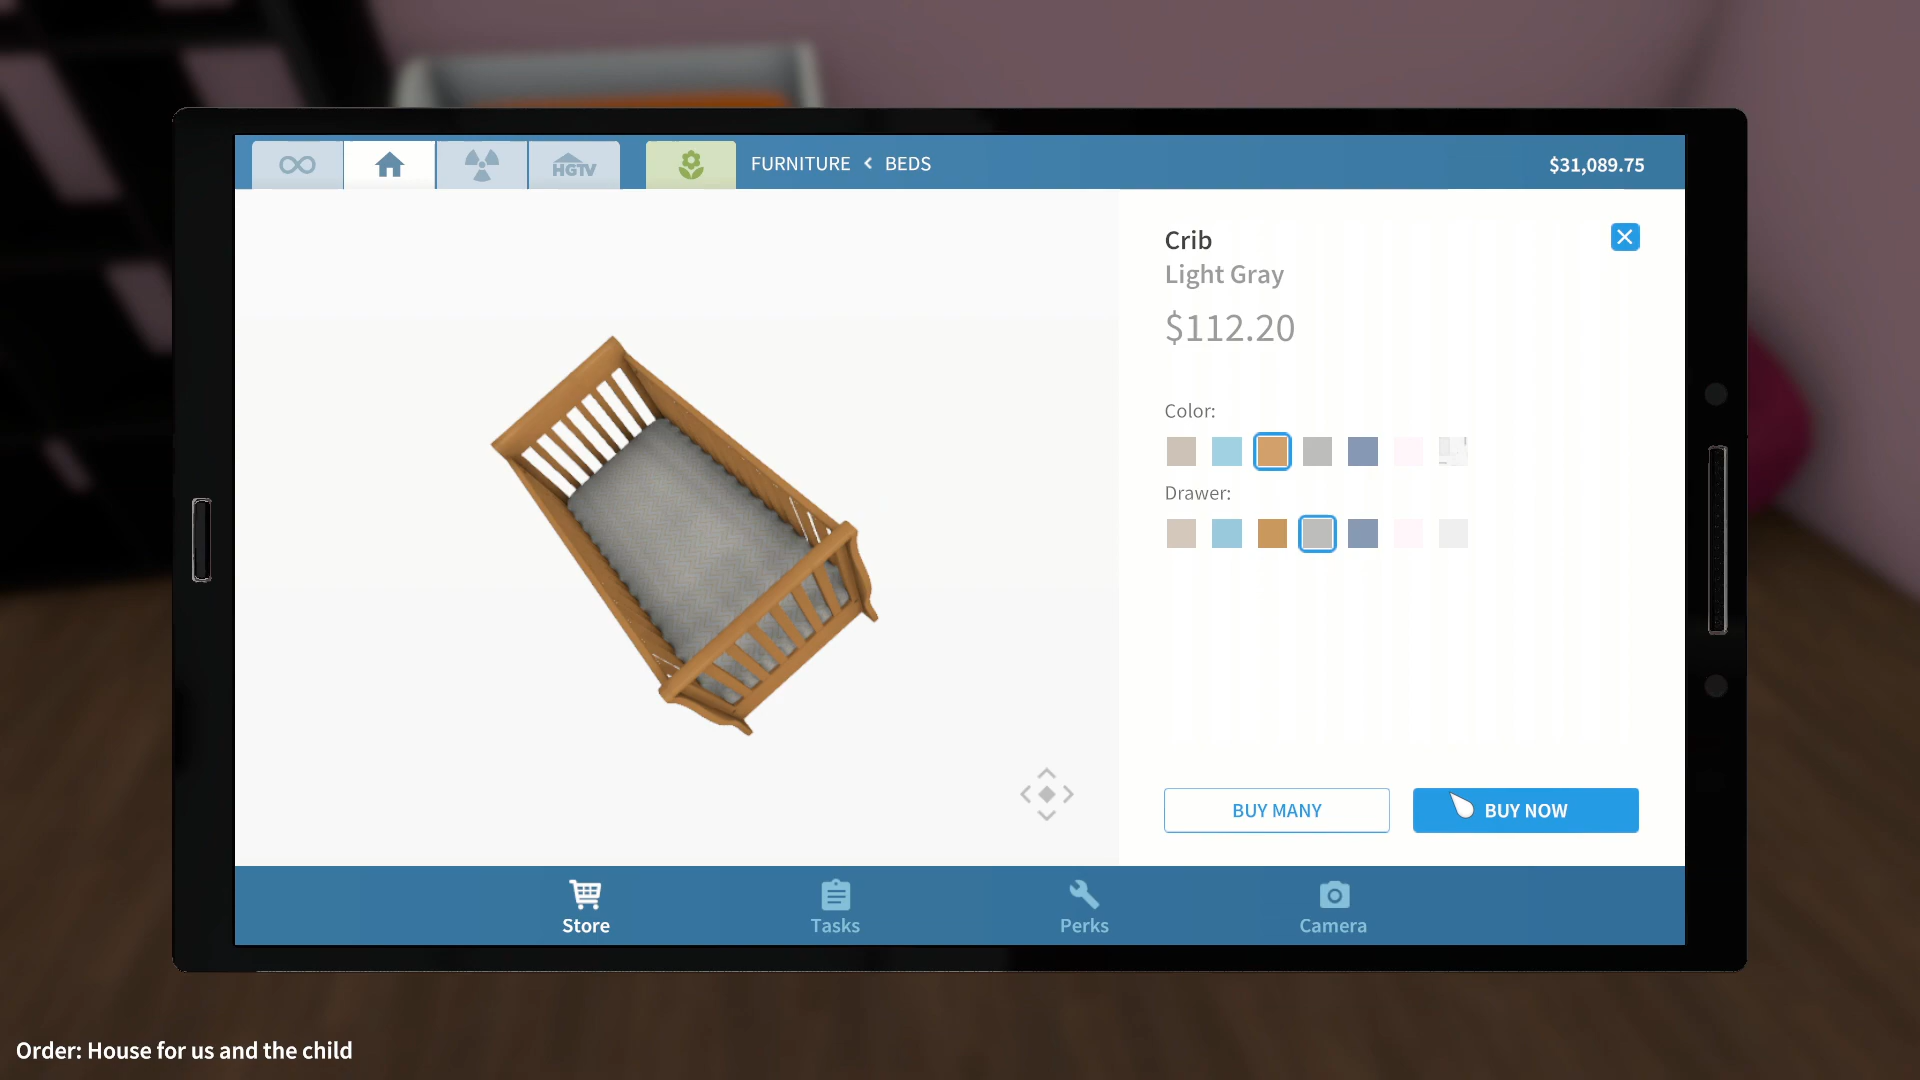 HGTV
FURNITURE < BEDS
$31,089.75
Crib
Light Gray
$112.20
Color:
Drawer:
BUY MANY
BUY NOW
Store
Tasks
Perks
Camera
Order: House for us and the child